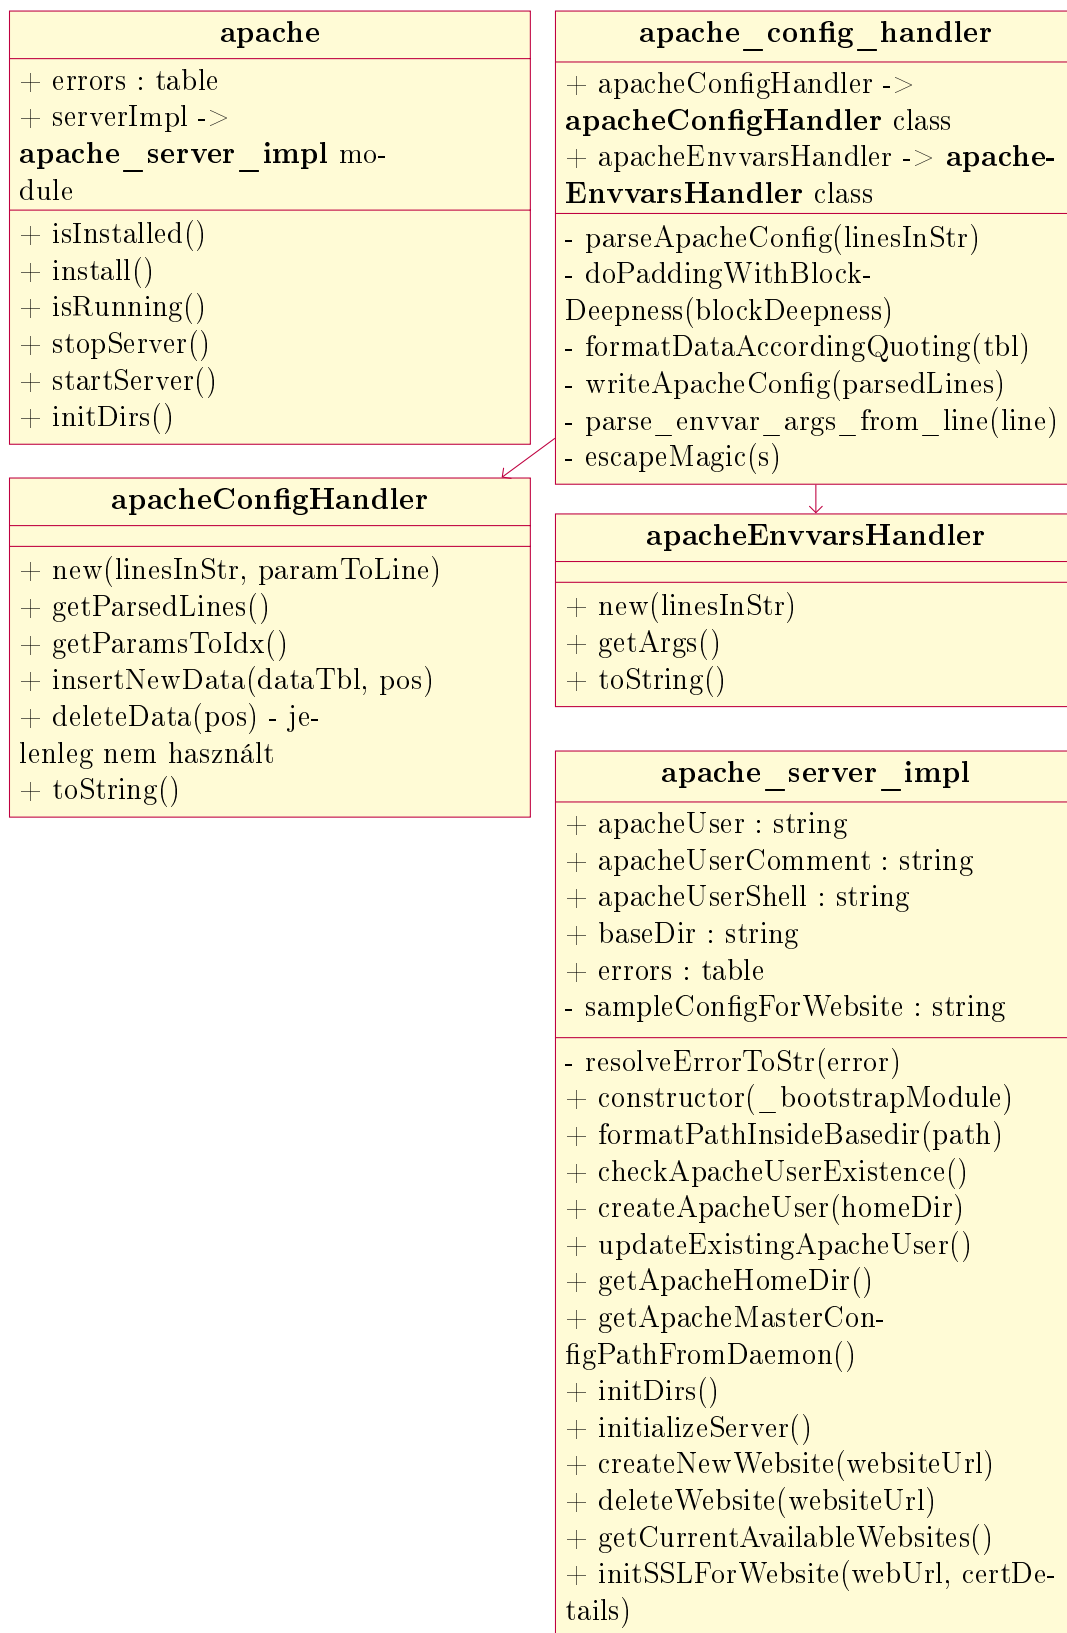 apache
+ errors : table
+ serverImpl ->
apache_server_impl mo-
dule
+ isInstalled()
+ install()
+ isRunning()
+ stopServer()
+ startServer()
+ initDirs()
apache_config_handler
+ apacheConfigHandler ->
apacheConfigHandler class
+ apacheEnvvarsHandler -> apache-
EnvvarsHandler class
- parseApacheConfig(linesInStr)
- doPaddingWithBlock-
Deepness(blockDeepness)
- formatDataAccordingQuoting(tbl)
- writeApacheConfig(parsedLines)
- parse_envvar_args_from_line(line)
- escapeMagic(s)
apacheConfigHandler
+ new(linesInStr, paramToLine)
+ getParsedLines()
+ getParamsToIdx()
+ insertNewData(dataTbl, pos)
+ deleteData(pos) - je-
lenleg nem használt
+ toString()
apacheEnvvarsHandler
+ new(linesInStr)
+ getArgs()
+ toString()
apache_server_impl
+ apacheUser : string
+ apacheUserComment : string
+ apacheUserShell : string
+ baseDir : string
+ errors : table
- sampleConfigForWebsite : string
- resolveErrorToStr(error)
+ constructor(_bootstrapModule)
+ formatPathInsideBasedir(path)
+ checkApacheUserExistence()
+ createApacheUser(homeDir)
+ updateExistingApacheUser()
+ getApacheHomeDir()
+ getApacheMasterCon-
figPathFromDaemon()
+ initDirs()
+ initializeServer()
+ createNewWebsite(websiteUrl)
+ deleteWebsite(websiteUrl)
+ getCurrentAvailableWebsites()
+ initSSLForWebsite(webUrl, certDe-
tails)